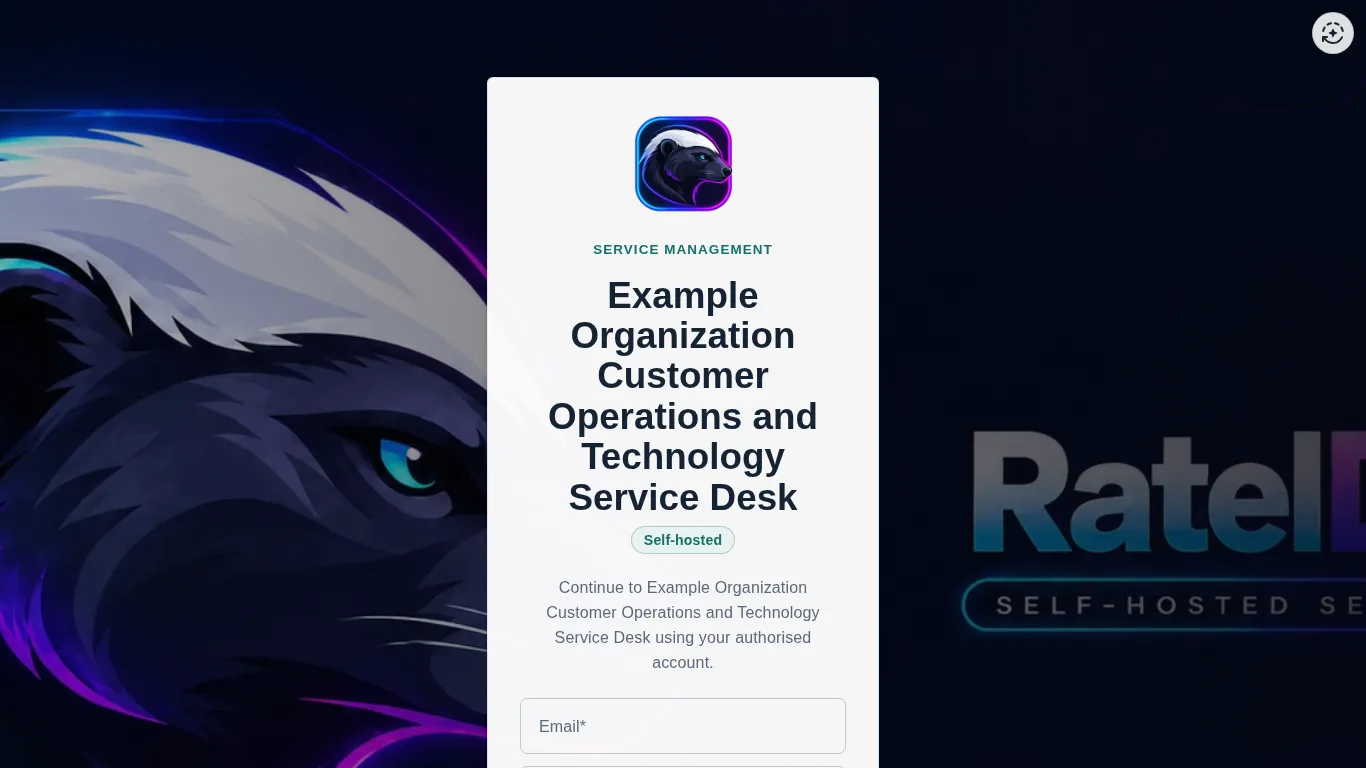 SERVICE MANAGEMENT
Example
Organization
Customer
Operations and
Technology
Service Desk
Self-hosted
Continue to Example Organization
Customer Operations and Technology
Service Desk using your authorised
account.
Email*
Ratel
SELF-HOSTED SE